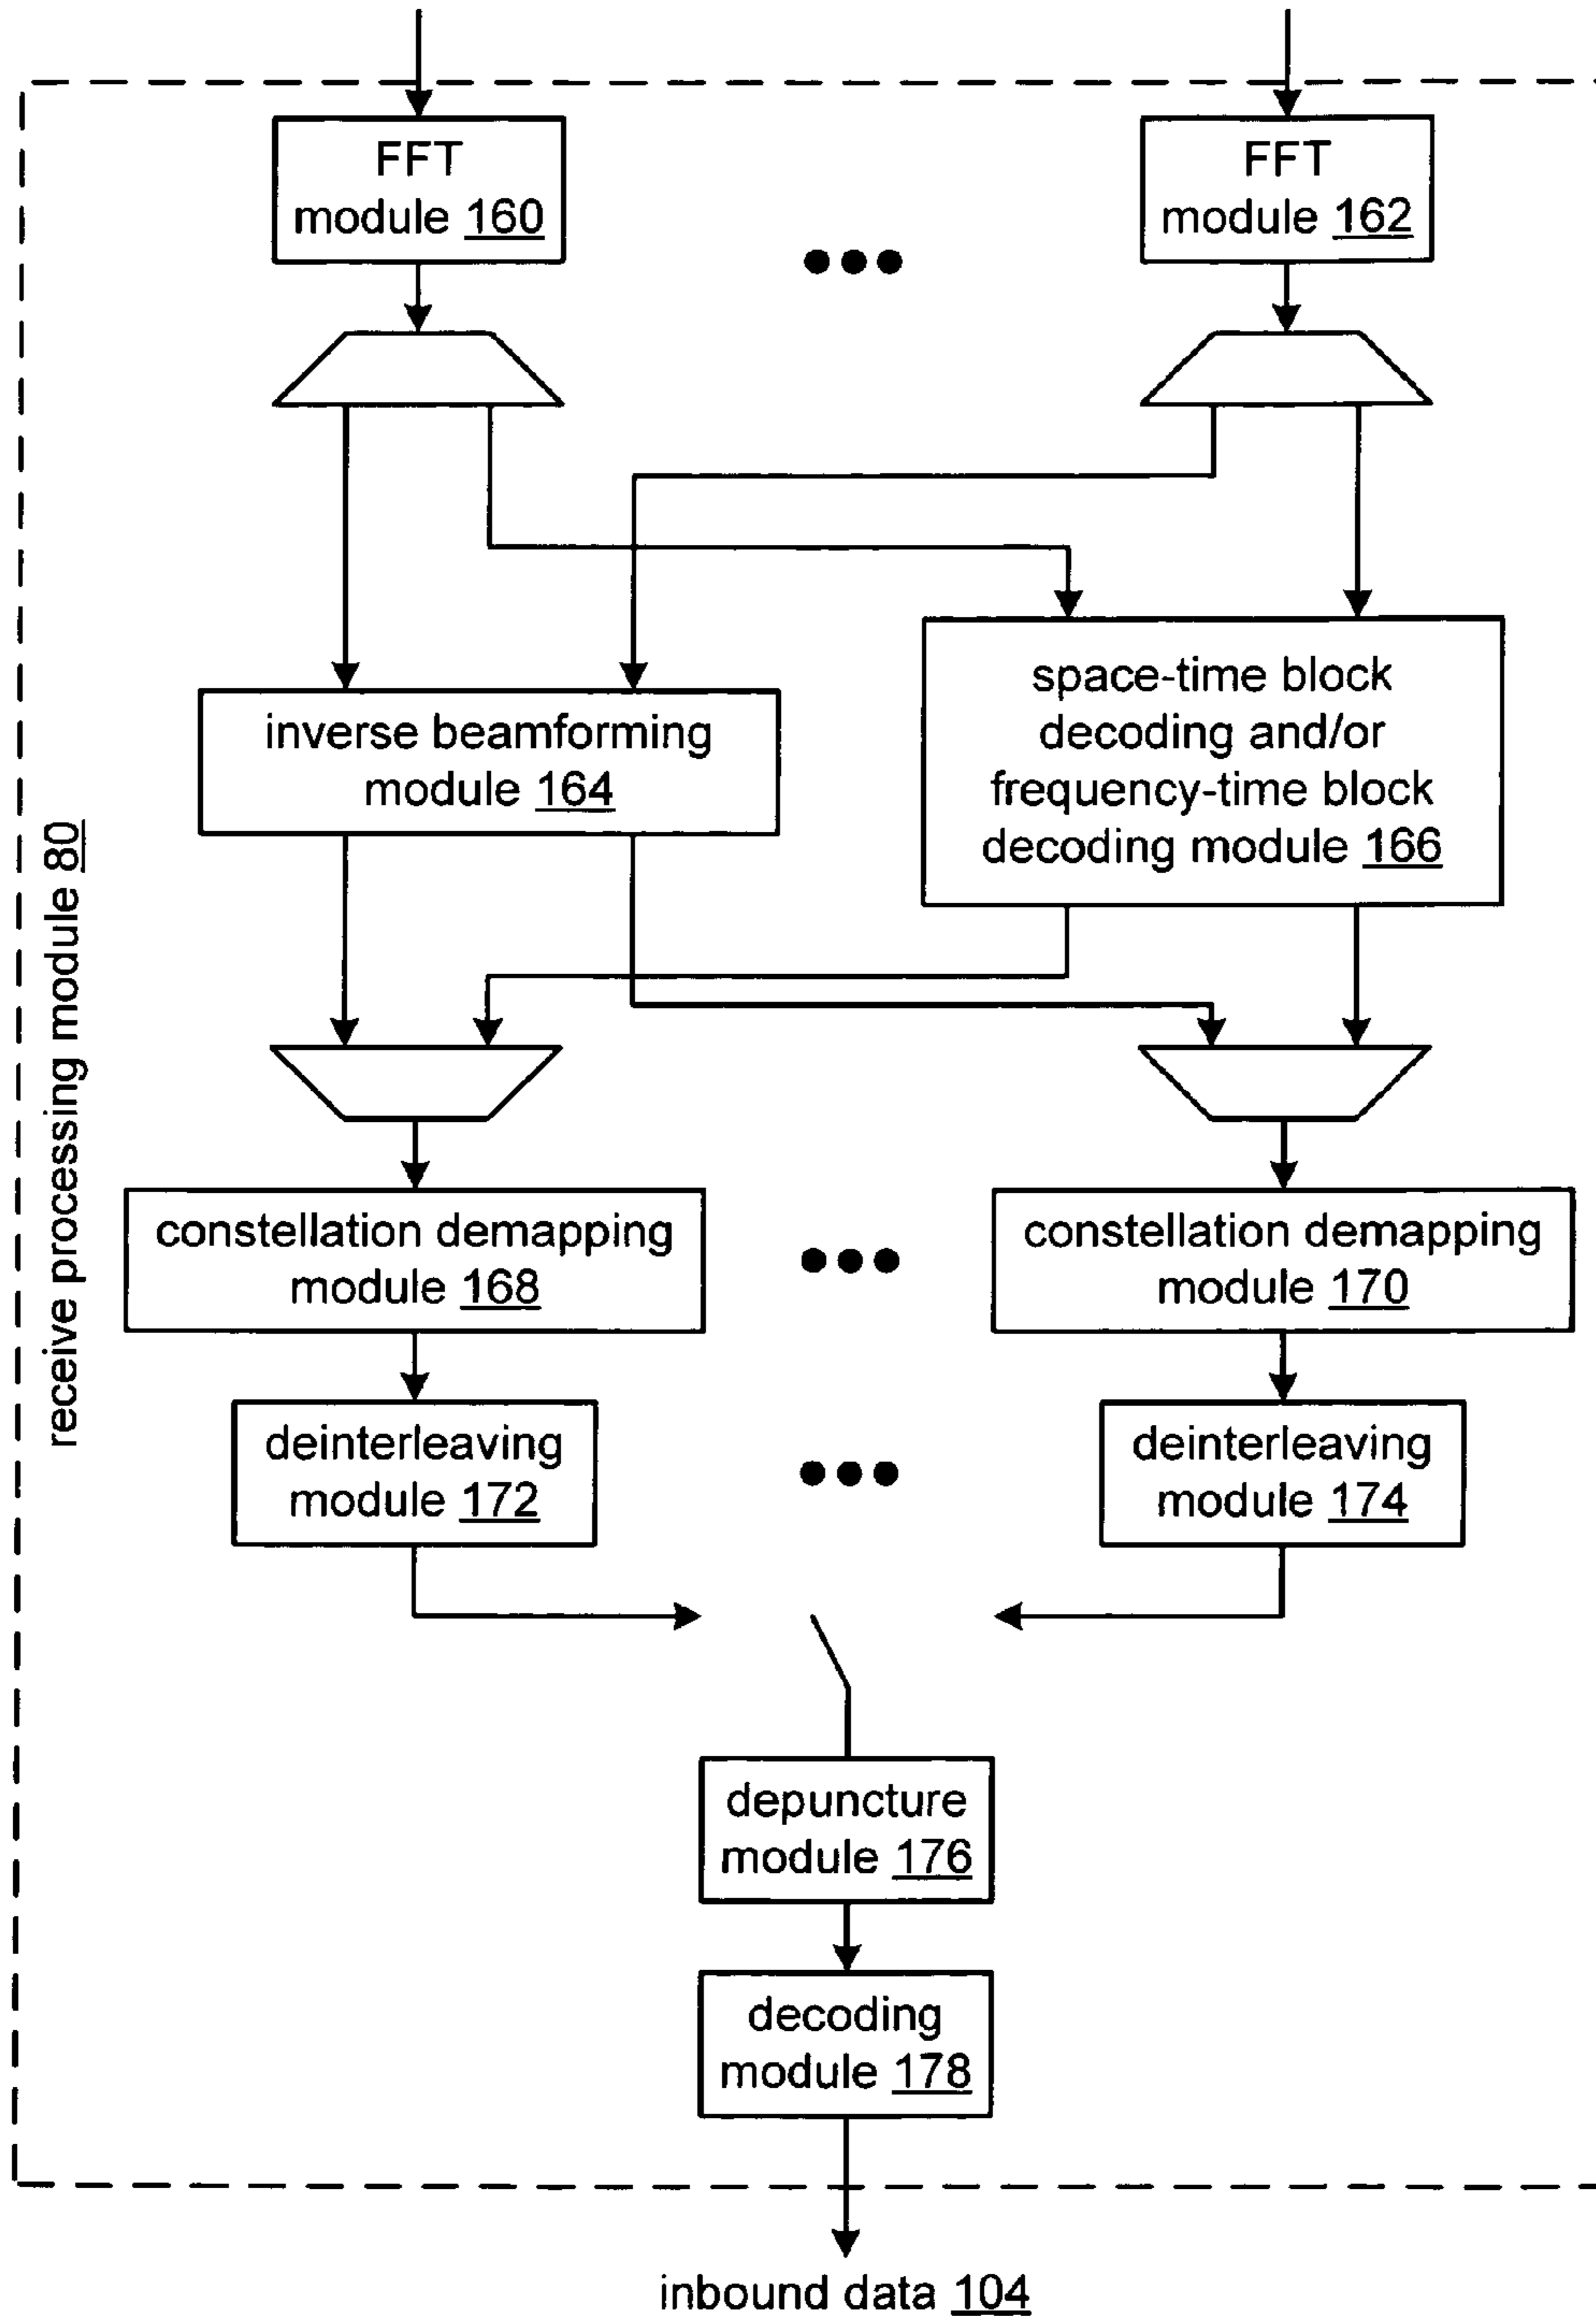 FFT
module 160
FFT
module 162
inverse beamforming
module 164
space-time block
decoding and/or
frequency-time block
decoding module 166
receive processing module 80
constellation demapping
module 168
constellation demapping
module 170
deinterleaving
module 172
deinterleaving
module 174
depuncture
module 176
decoding
module 178
inbound data 104